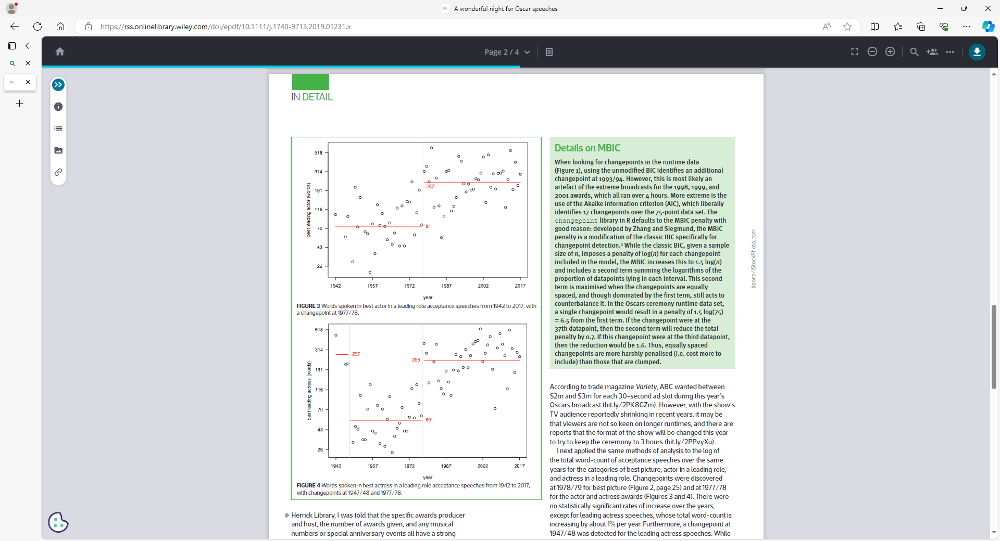 A wonderful night for Oscar speeches
https://rss.onlinelibrary.wiley.com/doi/epdf/10.1111/j.1740-9713.2019.01231.x
Page 2 / 4
IN DETAIL
518
314
191
116
70
43
26
best leading actor (words)
267
91
1942 1957 1972 1987 2002 2017
year
FIGURE 3 Words spoken in best actor in a leading role acceptance speeches from 1942 to 2017, with
a changepoint at 1977/78.
518
314
191
116
70
43
26
best leading actress (words)
297
268
60
1942 1957 1972 1987 2002 2017
year
FIGURE 4 Words spoken in best actress in a leading role acceptance speeches from 1942 to 2017,
with changepoints at 1947/48 and 1977/78.
Herrick Library, I was told that the specific awards producer
and host, the number of awards given, and any musical
numbers or special anniversary events all have a strong
Details on MBIC
When looking for changepoints in the runtime data
(Figure 1), using the unmodified BIC identifies an additional
changepoint at 1993/94. However, this is most likely an
artefact of the extreme broadcasts for the 1998, 1999, and
2001 awards, which all ran over 4 hours. More extreme is the
use of the Akaike information criterion (AIC), which liberally
identifies 17 changepoints over the 75-point data set. The
changepoint library in R defaults to the MBIC penalty with
good reason: developed by Zhang and Siegmund, the MBIC
penalty is a modification of the classic BIC specifically for
changepoint detection.² While the classic BIC, given a sample
size of n, imposes a penalty of log(n) for each changepoint
included in the model, the MBIC increases this to 1.5 log(n)
and includes a second term summing the logarithms of the
proportion of datapoints lying in each interval. This second
term is maximised when the changepoints are equally
spaced, and though dominated by the first term, still acts to
counterbalance it. In the Oscars ceremony runtime data set,
a single changepoint would result in a penalty of 1.5 log(75)
= 6.5 from the first term. If the changepoint were at the
37th datapoint, then the second term will reduce the total
penalty by 0.7. If this changepoint were at the third datapoint,
then the reduction would be 1.6. Thus, equally spaced
changepoints are more harshly penalised (i.e. cost more to
include) than those that are clumped.
baona/iStockPhoto.com
According to trade magazine Variety, ABC wanted between
$2m and $3m for each 30-second ad slot during this year's
Oscars broadcast (bit.ly/2PK8GZm). However, with the show's
TV audience reportedly shrinking in recent years, it may be
that viewers are not so keen on longer runtimes, and there are
reports that the format of the show will be changed this year
to try to keep the ceremony to 3 hours (bit.ly/2PPvyXu).
I next applied the same methods of analysis to the log of
the total word-count of acceptance speeches over the same
years for the categories of best picture, actor in a leading role,
and actress in a leading role. Changepoints were discovered
at 1978/79 for best picture (Figure 2, page 25) and at 1977/78
for the actor and actress awards (Figures 3 and 4). There were
no statistically significant rates of increase over the years,
except for leading actress speeches, whose total word-count is
increasing by about 1% per year. Furthermore, a changepoint at
1947/48 was detected for the leading actress speeches. While